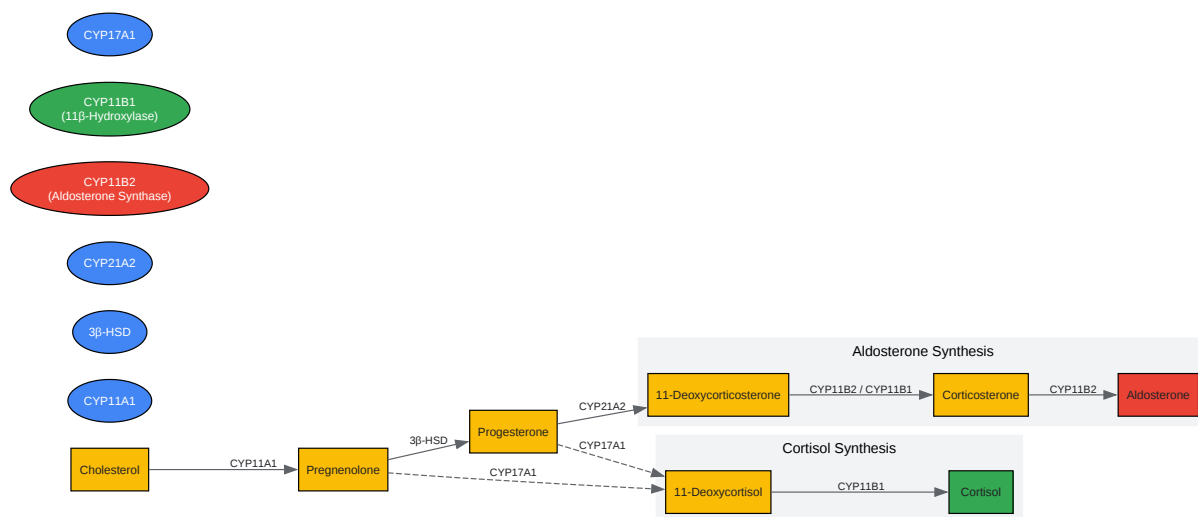 CYP17A1
CYP11B1
(11β-Hydroxylase)
CYP11B2
(Aldosterone Synthase)
CYP21A2
3β-HSD
CYP11A1
Aldosterone Synthesis
11-Deoxycorticosterone
CYP11B2 / CYP11B1
Corticosterone
CYP11B2
Aldosterone
CYP21A2
Progesterone
3β-HSD
CYP17A1
Cortisol Synthesis
Cholesterol
CYP11A1
Pregnenolone
CYP17A1
11-Deoxycortisol
CYP11B1
Cortisol